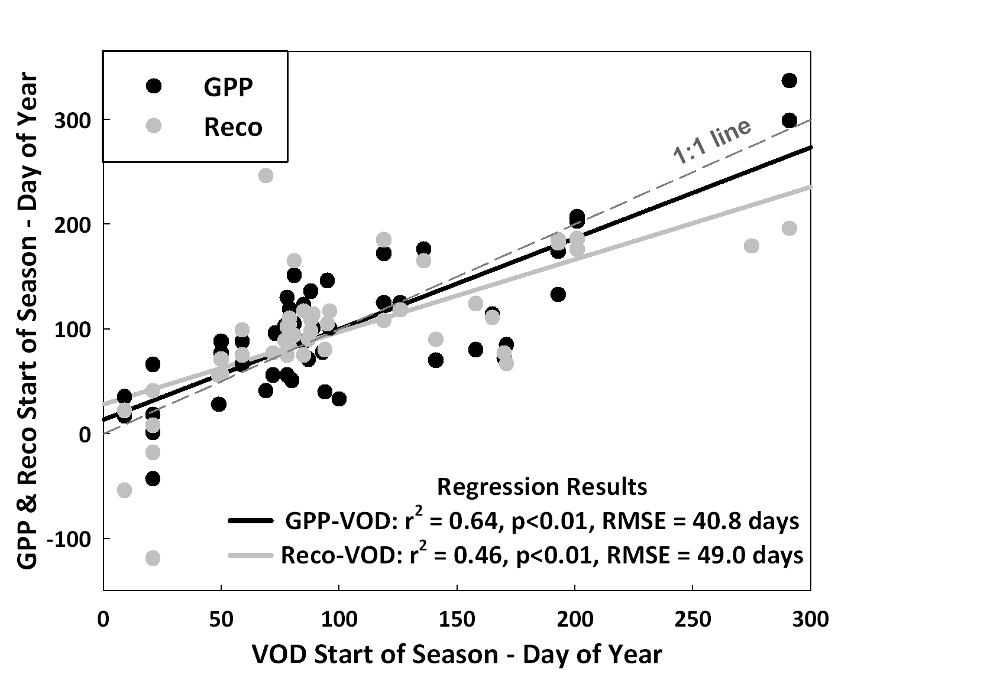 GPP
Reco
GPP & Reco Start of Season - Day of Year
300
200
100
0
-100
1:1 line
Regression Results
GPP-VOD: r² = 0.64, p<0.01, RMSE = 40.8 days
Reco-VOD: r² = 0.46, p<0.01, RMSE = 49.0 days
0 50 100 150 200 250 300
VOD Start of Season - Day of Year